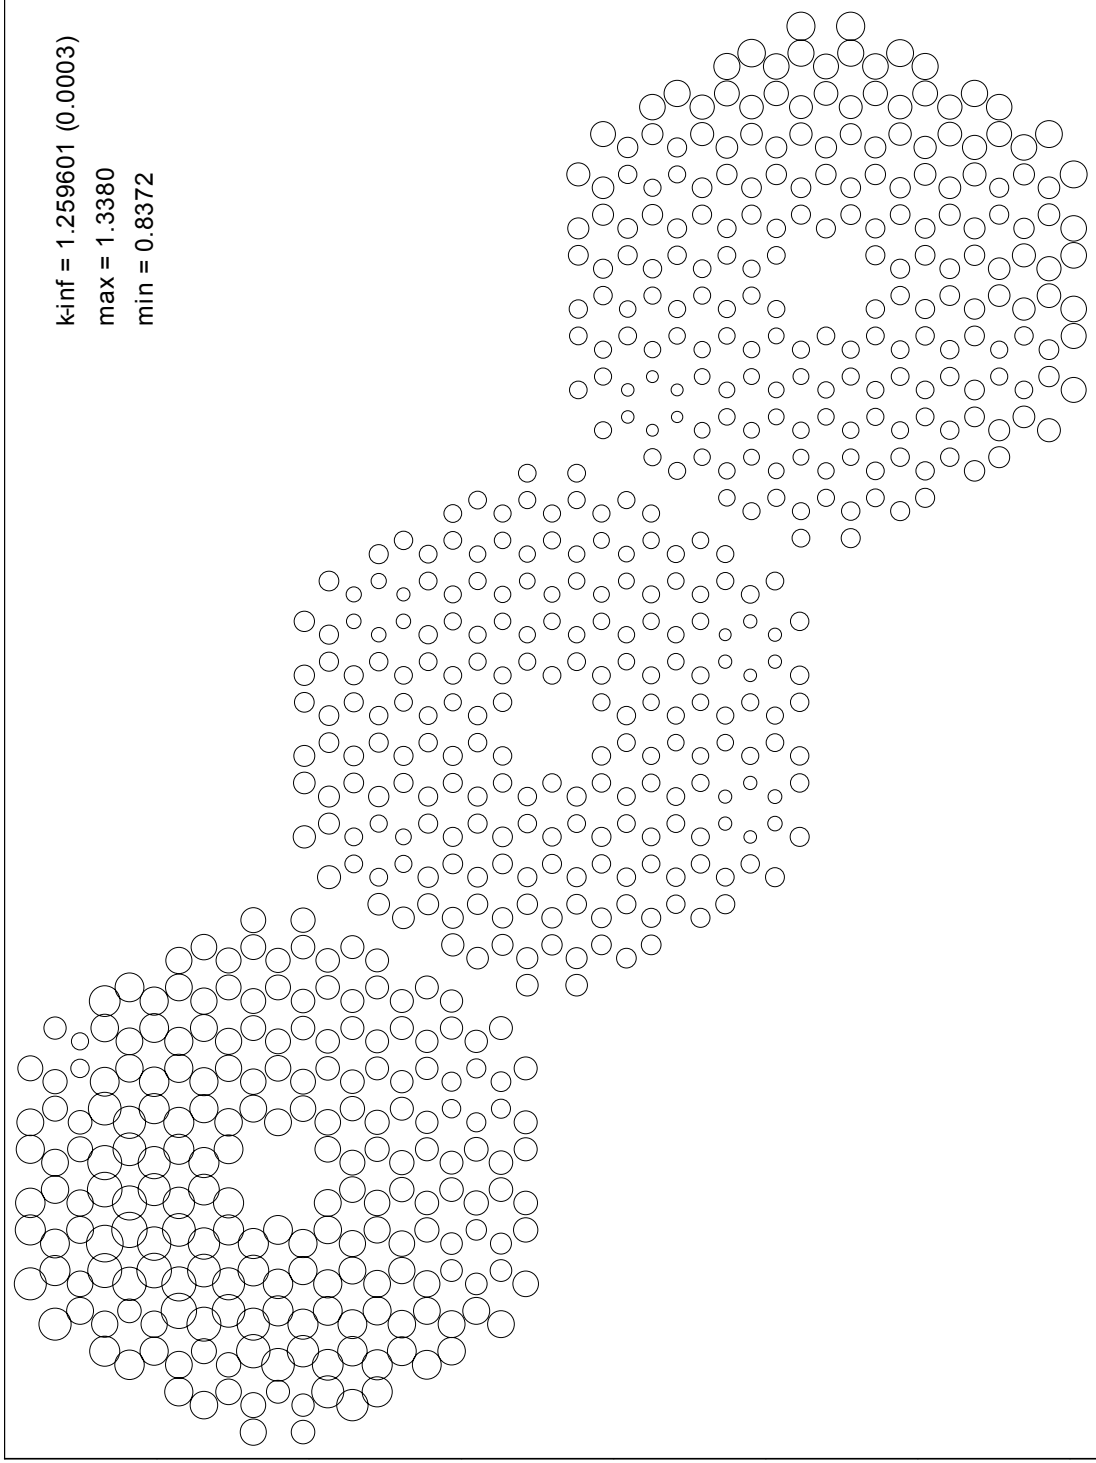 k-inf = 1.259601 (0.0003)
max = 1.3380
min = 0.8372